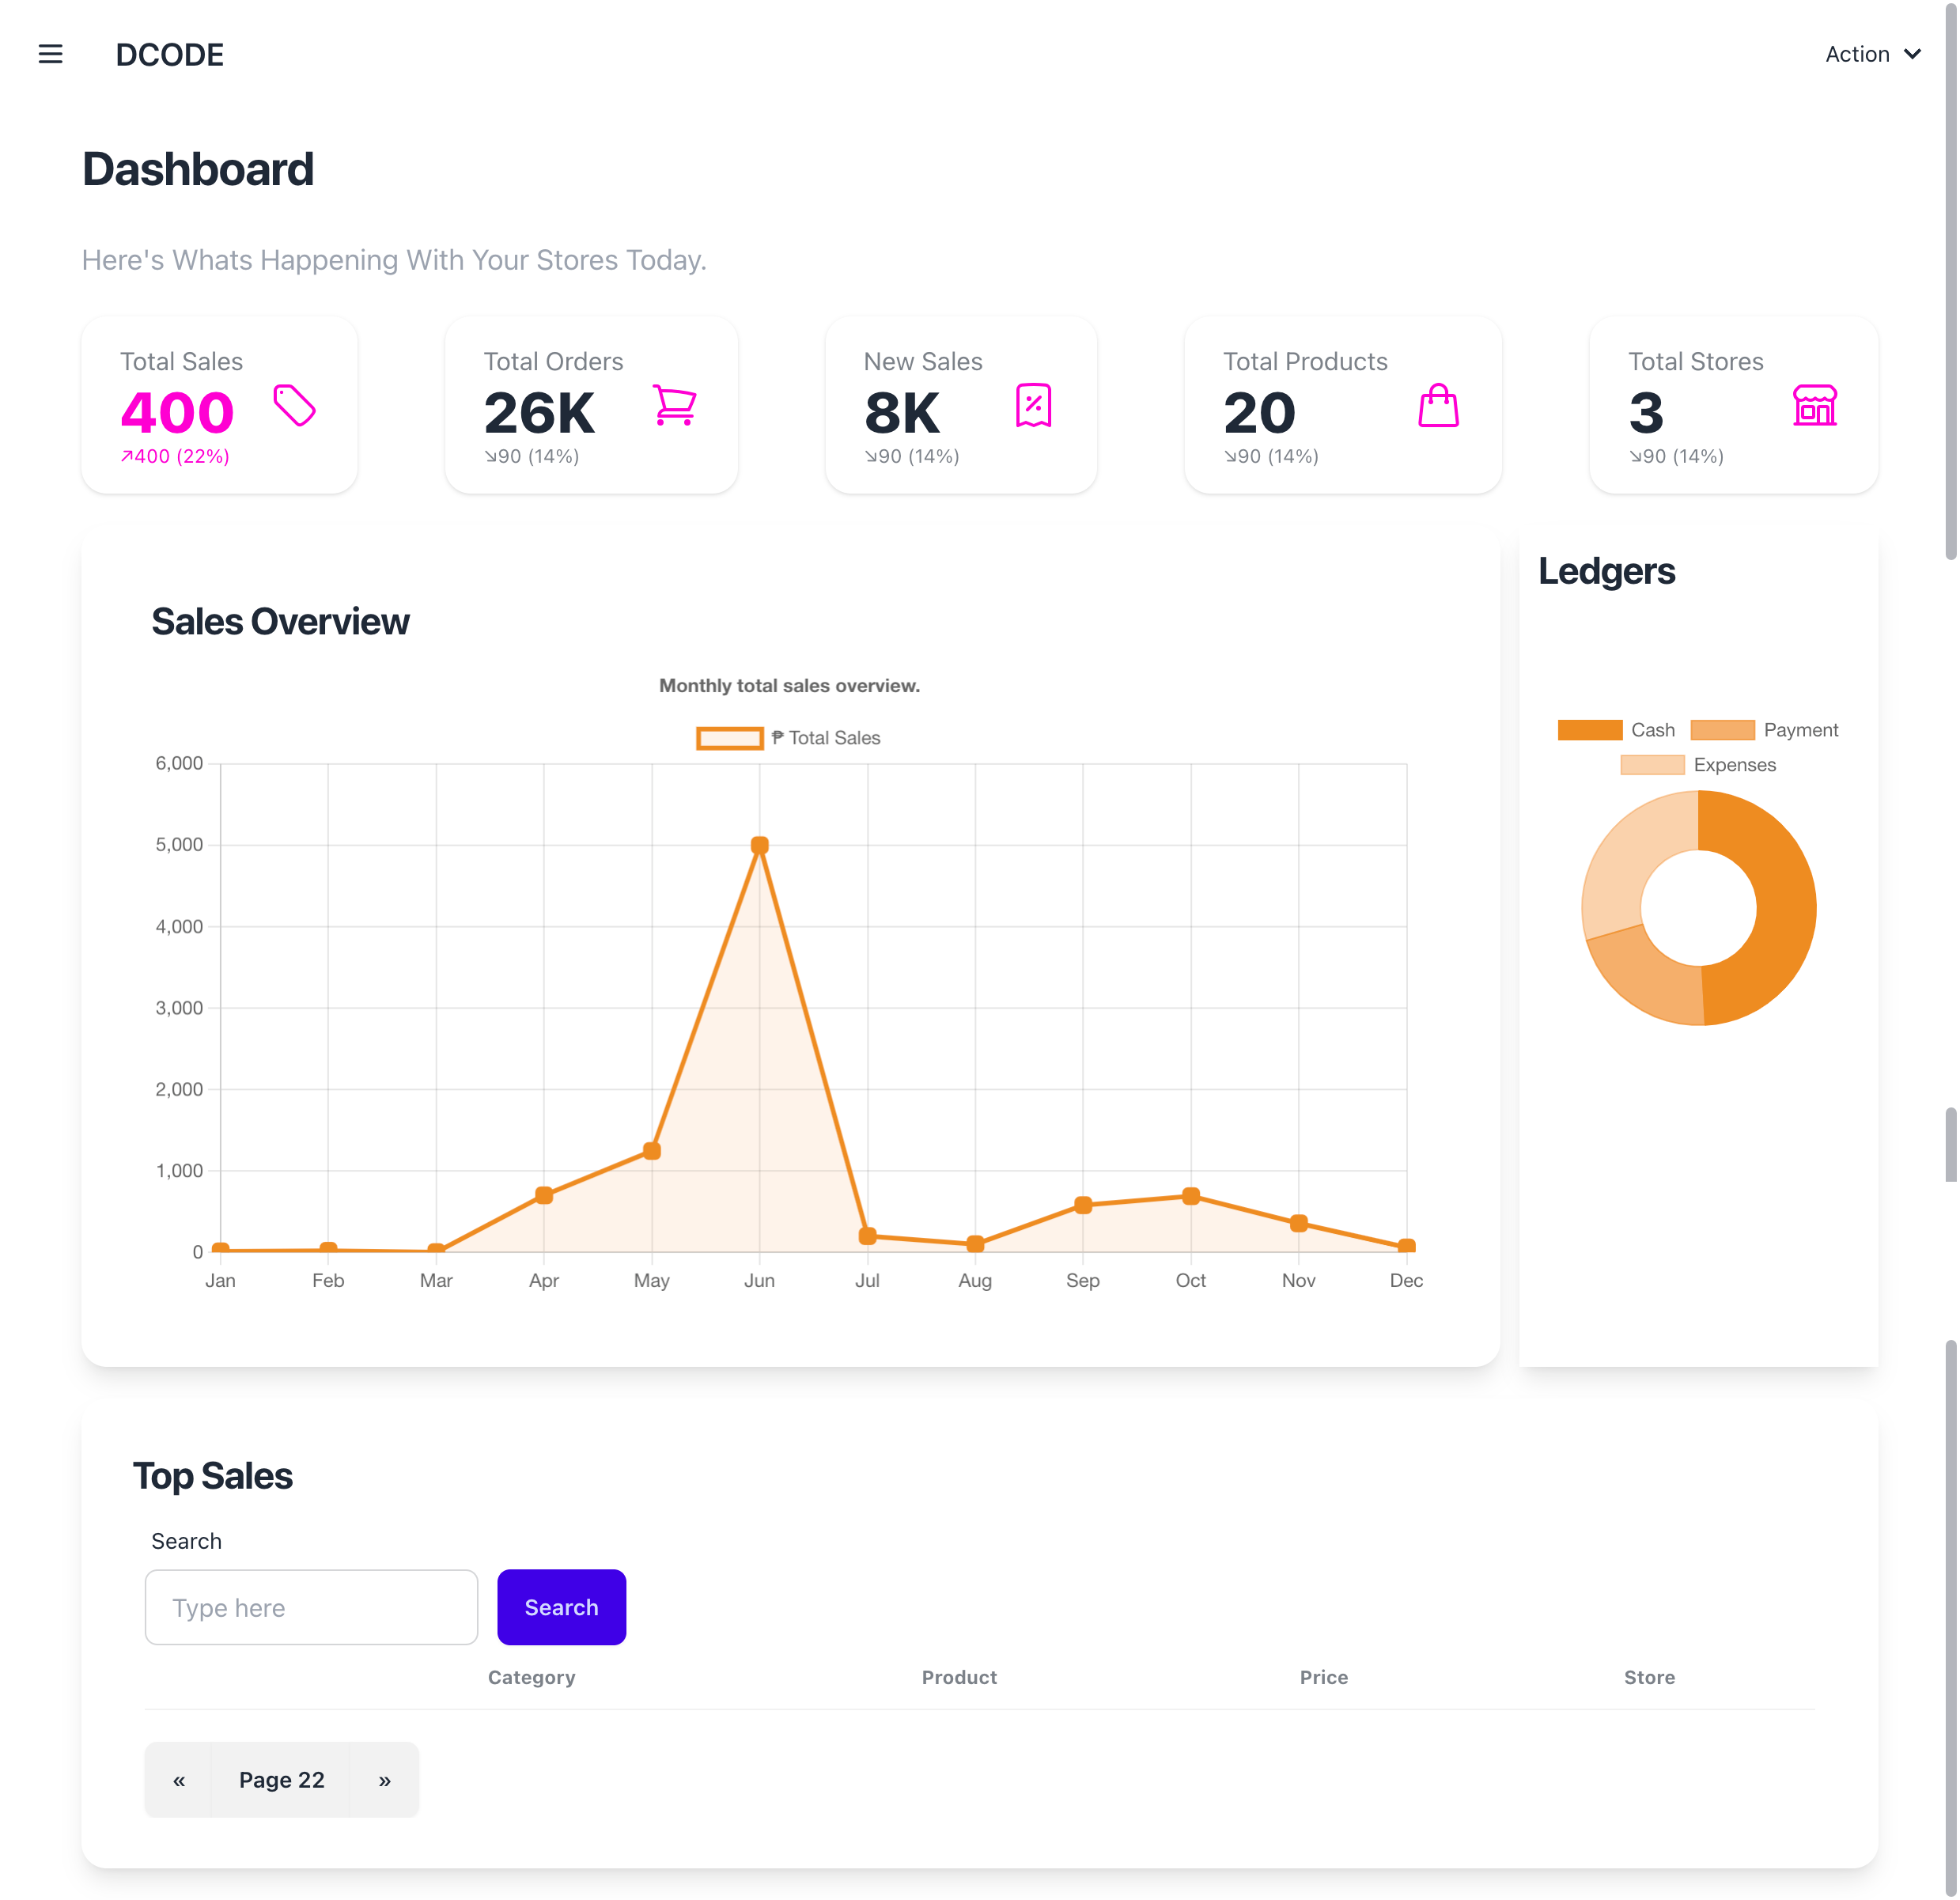 DCODE
Action
Dashboard
Here's Whats Happening With Your Stores Today.
Total Sales
400
↗︎400 (22%)
Total Orders
26K
↘︎90 (14%)
New Sales
8K
↘︎90 (14%)
Total Products
20
↘︎90 (14%)
Total Stores
3
↘︎90 (14%)
Sales Overview
Monthly total sales overview.
₱ Total Sales
6,000
5,000
4,000
3,000
2,000
1,000
0
Jan Feb Mar Apr May Jun Jul Aug Sep Oct Nov Dec
Ledgers
Cash Payment
Expenses
Top Sales
Search
Type here
Search
Category Product Price Store
« Page 22 »